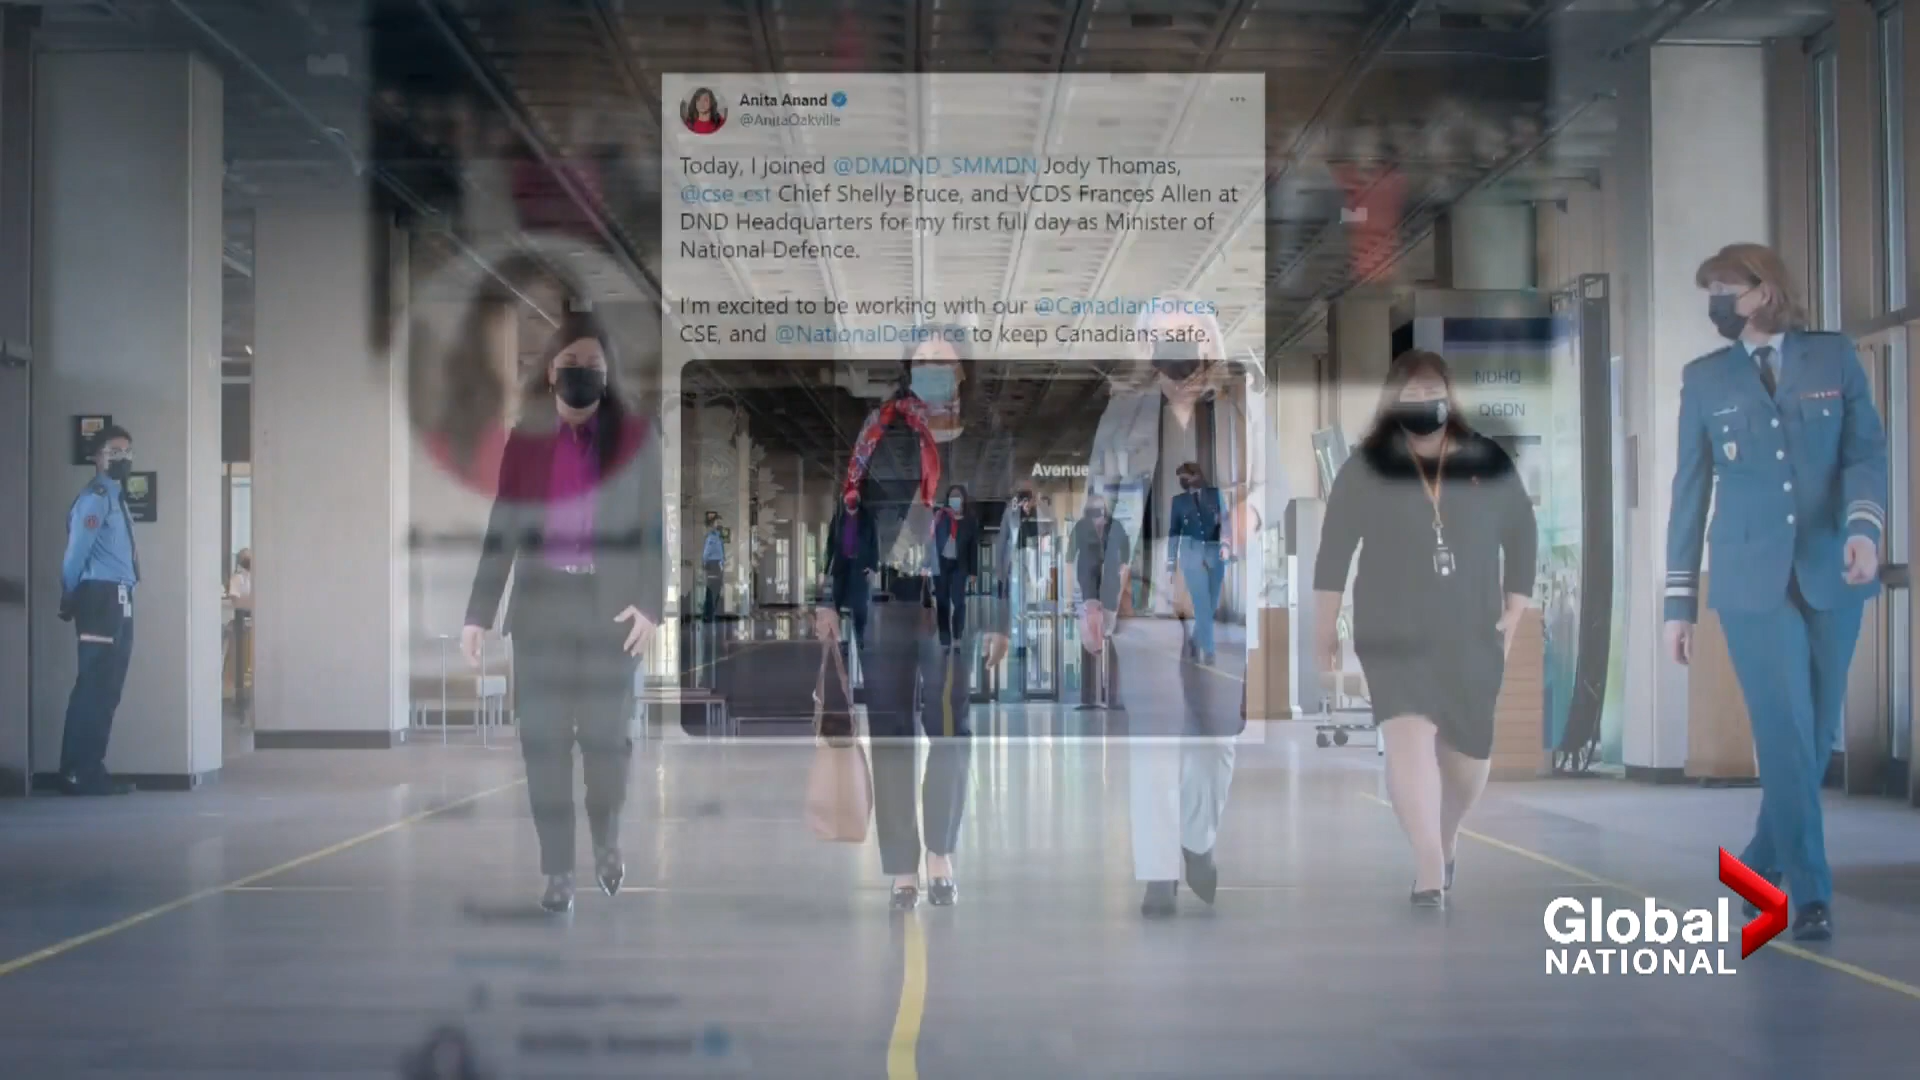 Anita Anand
@AnitaOakville
Today, I joined @DMDND_SMMDN Jody Thomas,
@cse_cst Chief Shelly Bruce, and VCDS Frances Allen at
DND Headquarters for my first full day as Minister of
National Defence.
I'm excited to be working with our @CanadianForces,
CSE, and @NationalDefence to keep Canadians safe.
Avenue
NDHQ
QGDN
Global
NATIONAL